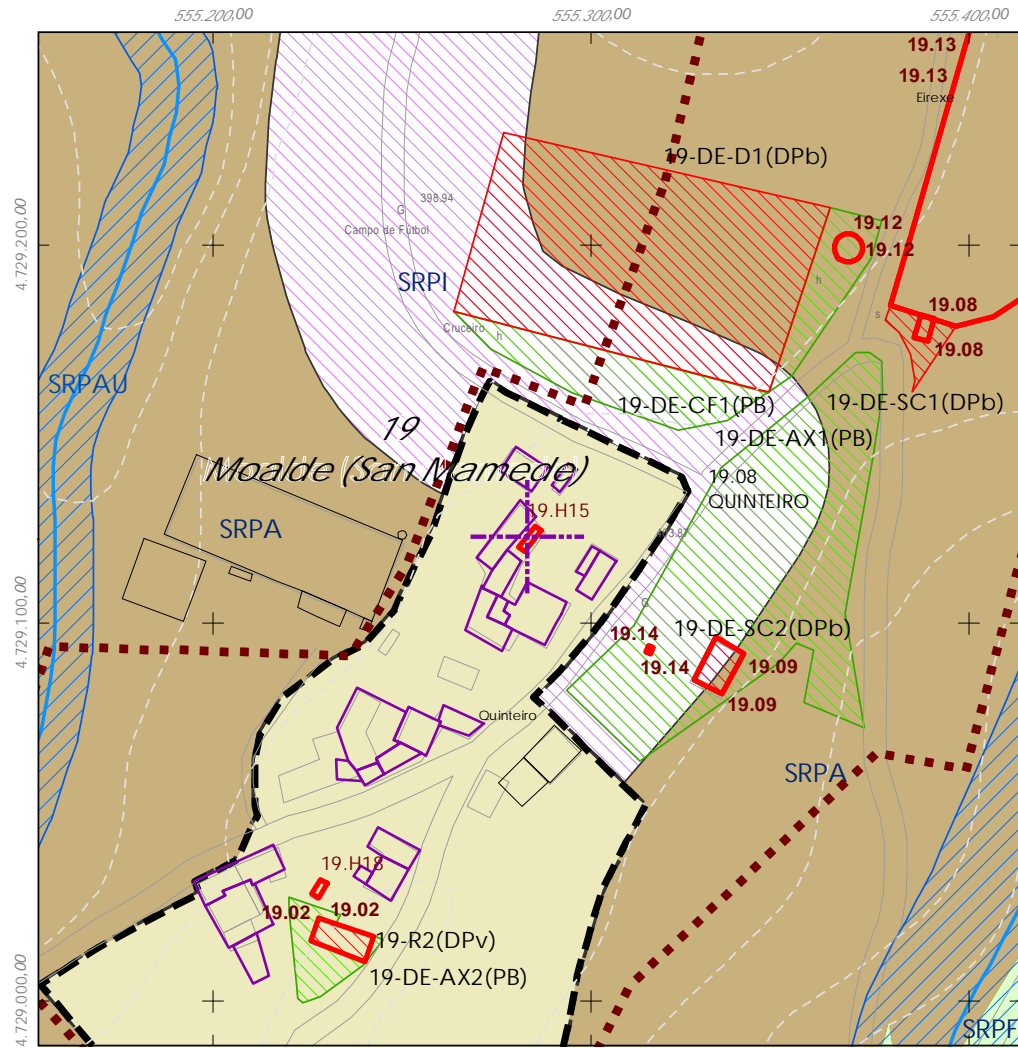 555.200,00
555.300,00
555.400,00
19.13
19.13
Eirexe
19-DE-D1(DPb)
4.729.200,00
398.94
G
Campo de Fútbol
19.12
19.12
h
SRPI
s
19.08
19.08
Cruceiro
h
SRPAU
19-DE-CF1(PB)
19-DE-SC1(DPb)
19
19-DE-AX1(PB)
Moalde (San Mamede)
19.08
QUINTEIRO
SRPA
19.H15
4.729.100,00
G
19.14
19-DE-SC2(DPb)
19.14
19.09
19.09
Quinteiro
SRPA
19.H18
19.02
19.02
19-R2(DPv)
19-DE-AX2(PB)
4.729.000,00
SRPF